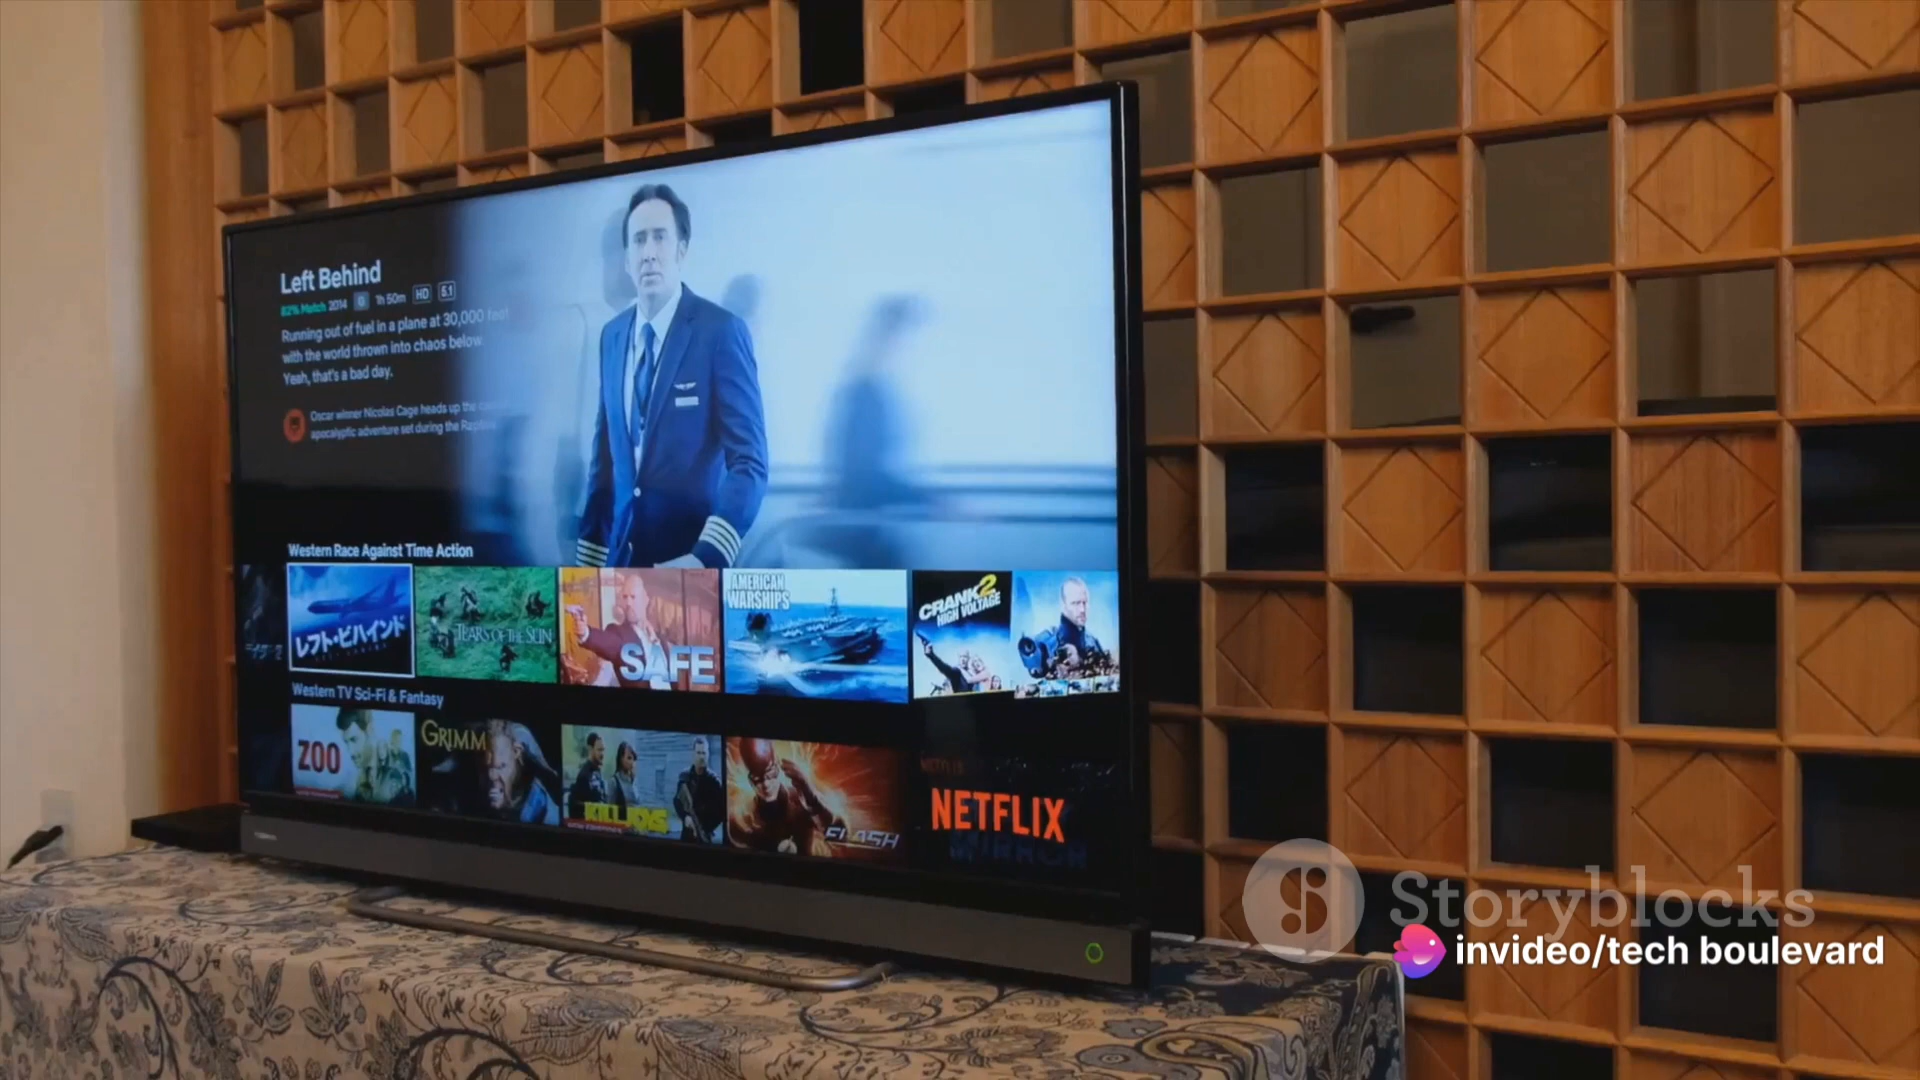 Left Behind
82% Match 2014 G 1h 50m HD 5.1
Running out of fuel in a plane at 30,000 feet
with the world thrown into chaos below.
Yeah, that's a bad day.
Oscar winner Nicolas Cage heads up the
apocalyptic adventure set during the
Western Race Against Time Action
レフト・ビハインド
TEARS OF THE SUN
SAFE
AMERICAN
WARSHIPS
CRANK 2
HIGH VOLTAGE
Western TV Sci-Fi & Fantasy
ZOO
GRIMM
KILLJOYS
FLASH
NETFLIX
NETFLIX
MIRROR
TOSHIBA
Storyblocks
invideo/tech boulevard